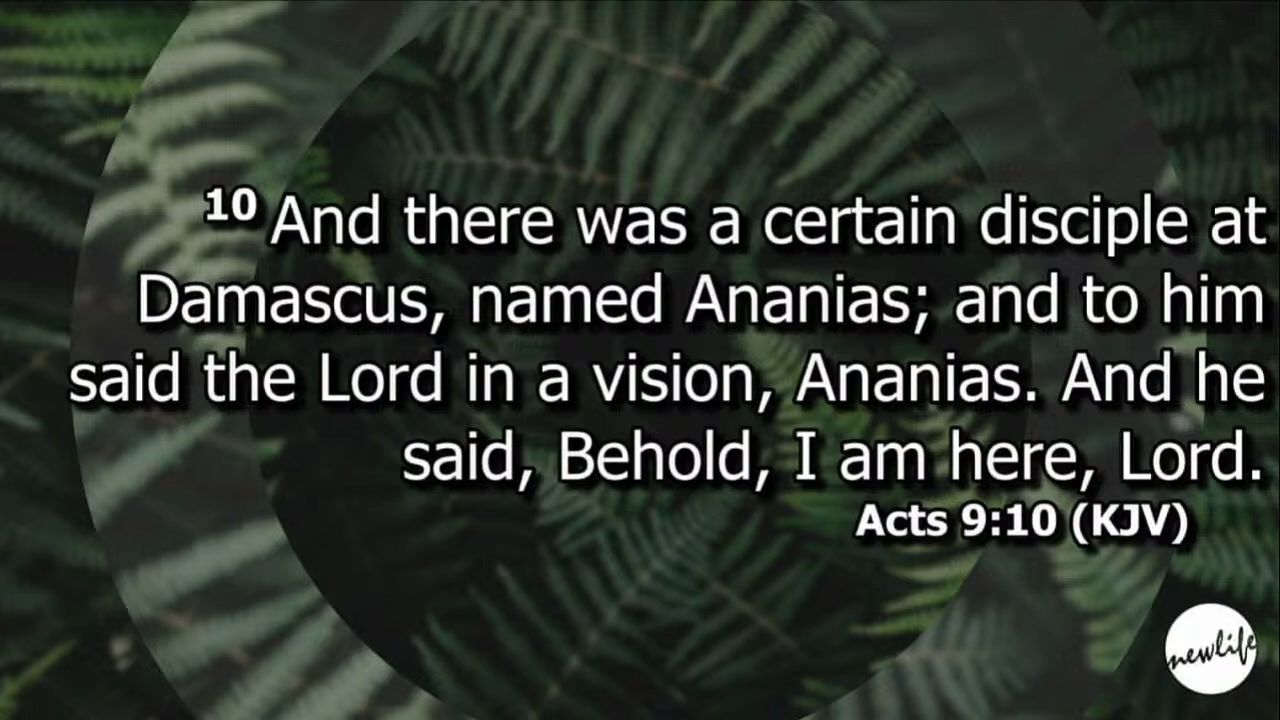 10 And there was a certain disciple at
Damascus, named Ananias; and to him
said the Lord in a vision, Ananias. And he
said, Behold, I am here, Lord.
Acts 9:10 (KJV)
newlife